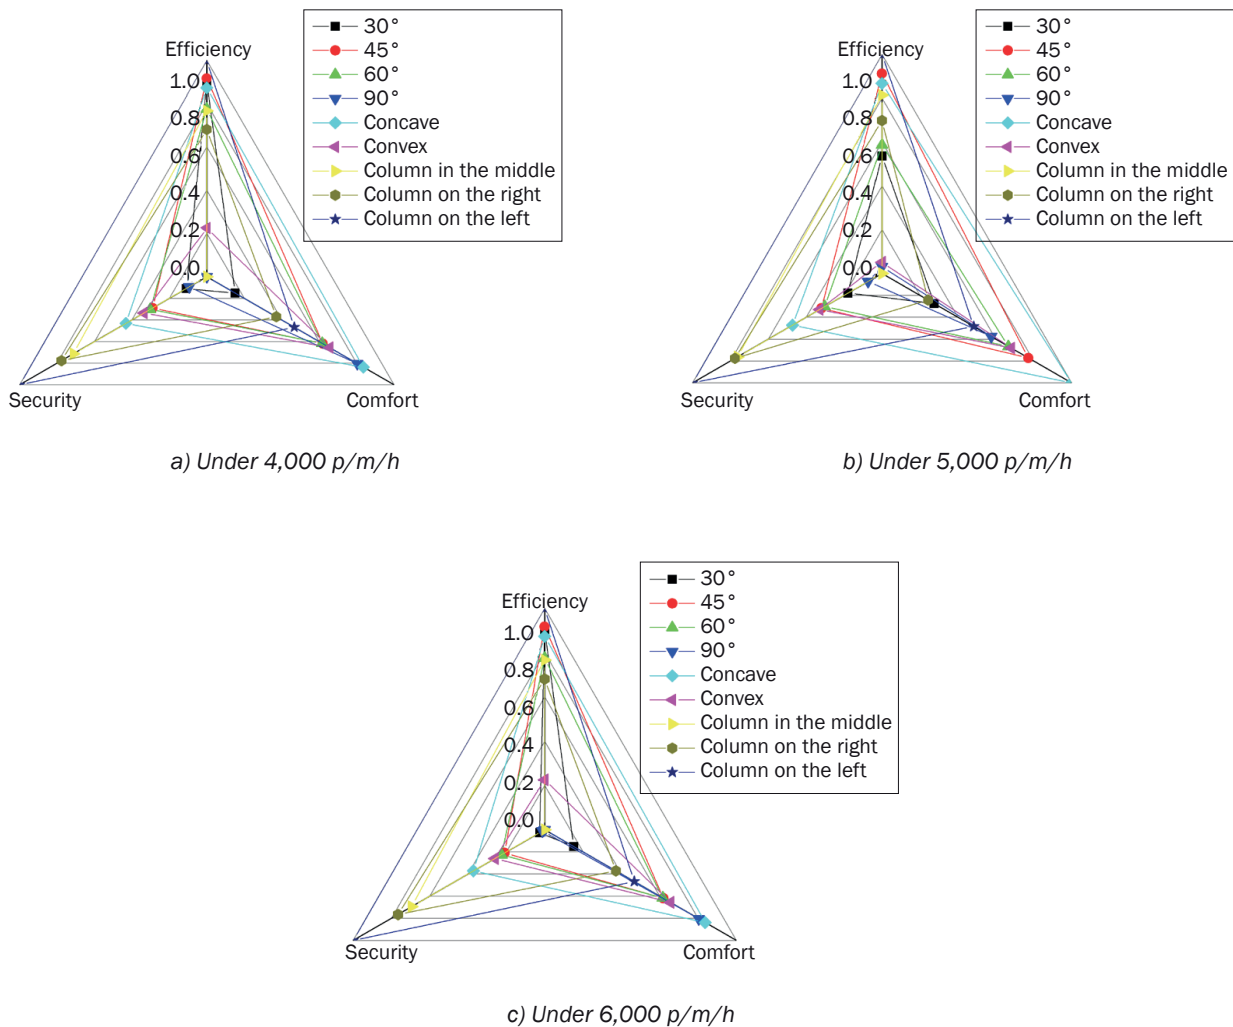 Efficiency
1.0
0.8
0.6
0.4
0.2
0.0
Security
Comfort
30°
45°
60°
90°
Concave
Convex
Column in the middle
Column on the right
Column on the left
a) Under 4,000 p/m/h
Efficiency
1.0
0.8
0.6
0.4
0.2
0.0
Security
Comfort
30°
45°
60°
90°
Concave
Convex
Column in the middle
Column on the right
Column on the left
b) Under 5,000 p/m/h
Efficiency
1.0
0.8
0.6
0.4
0.2
0.0
Security
Comfort
30°
45°
60°
90°
Concave
Convex
Column in the middle
Column on the right
Column on the left
c) Under 6,000 p/m/h